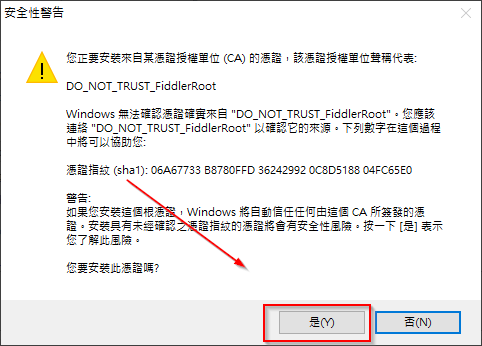 安全性警告
您正要安裝來自某憑證授權單位 (CA) 的憑證，該憑證授權單位聲稱代表:
DO_NOT_TRUST_FiddlerRoot
Windows 無法確認憑證確實來自 "DO_NOT_TRUST_FiddlerRoot"。您應該
連絡 "DO_NOT_TRUST_FiddlerRoot" 以確認它的來源。下列數字在這個過程
中將可以協助您:
憑證指紋 (sha1): 06A67733 B8780FFD 36242992 0C8D5188 04FC65E0
警告:
如果您安裝這個根憑證，Windows 將自動信任任何由這個 CA 所簽發的憑
證。安裝具有未經確認之憑證指紋的憑證將會有安全性風險。按一下 [是] 表示
您了解此風險。
您要安裝此憑證嗎?
是(Y)
否(N)